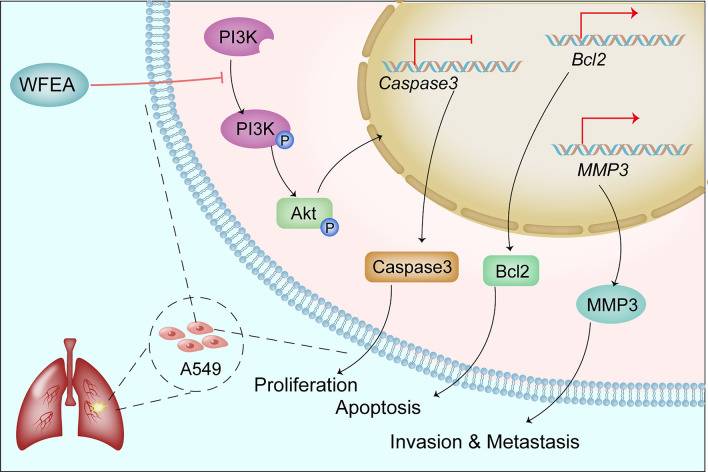 PI3K
WFEA
PI3K
P
Akt
P
Caspase3
Bcl2
MMP3
Caspase3
Bcl2
MMP3
A549
Proliferation
Apoptosis
Invasion & Metastasis